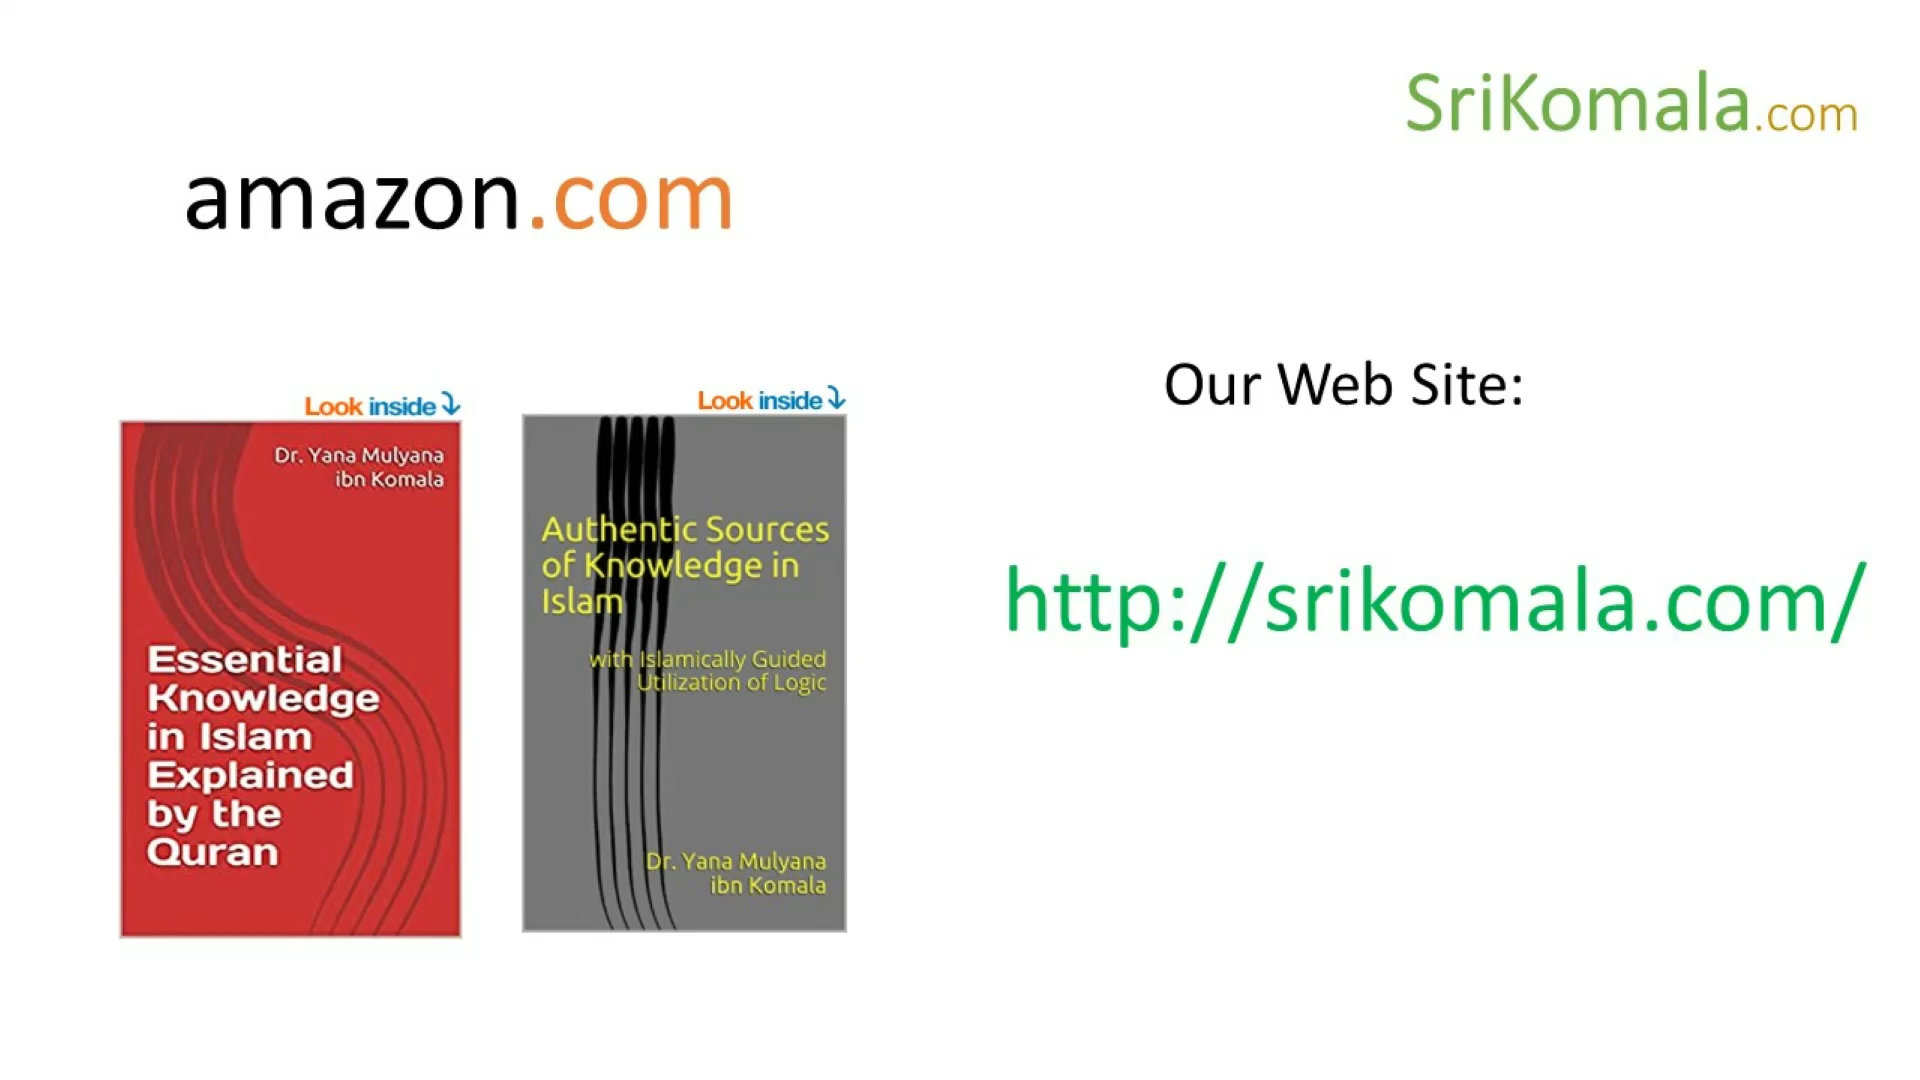 SriKomala.com
amazon.com
Look inside
Dr. Yana Mulyana
ibn Komala
Essential
Knowledge
in Islam
Explained
by the
Quran
Look inside
Authentic Sources
of Knowledge in
Islam
with Islamically Guided
Utilization of Logic
Dr. Yana Mulyana
ibn Komala
Our Web Site:
http://srikomala.com/